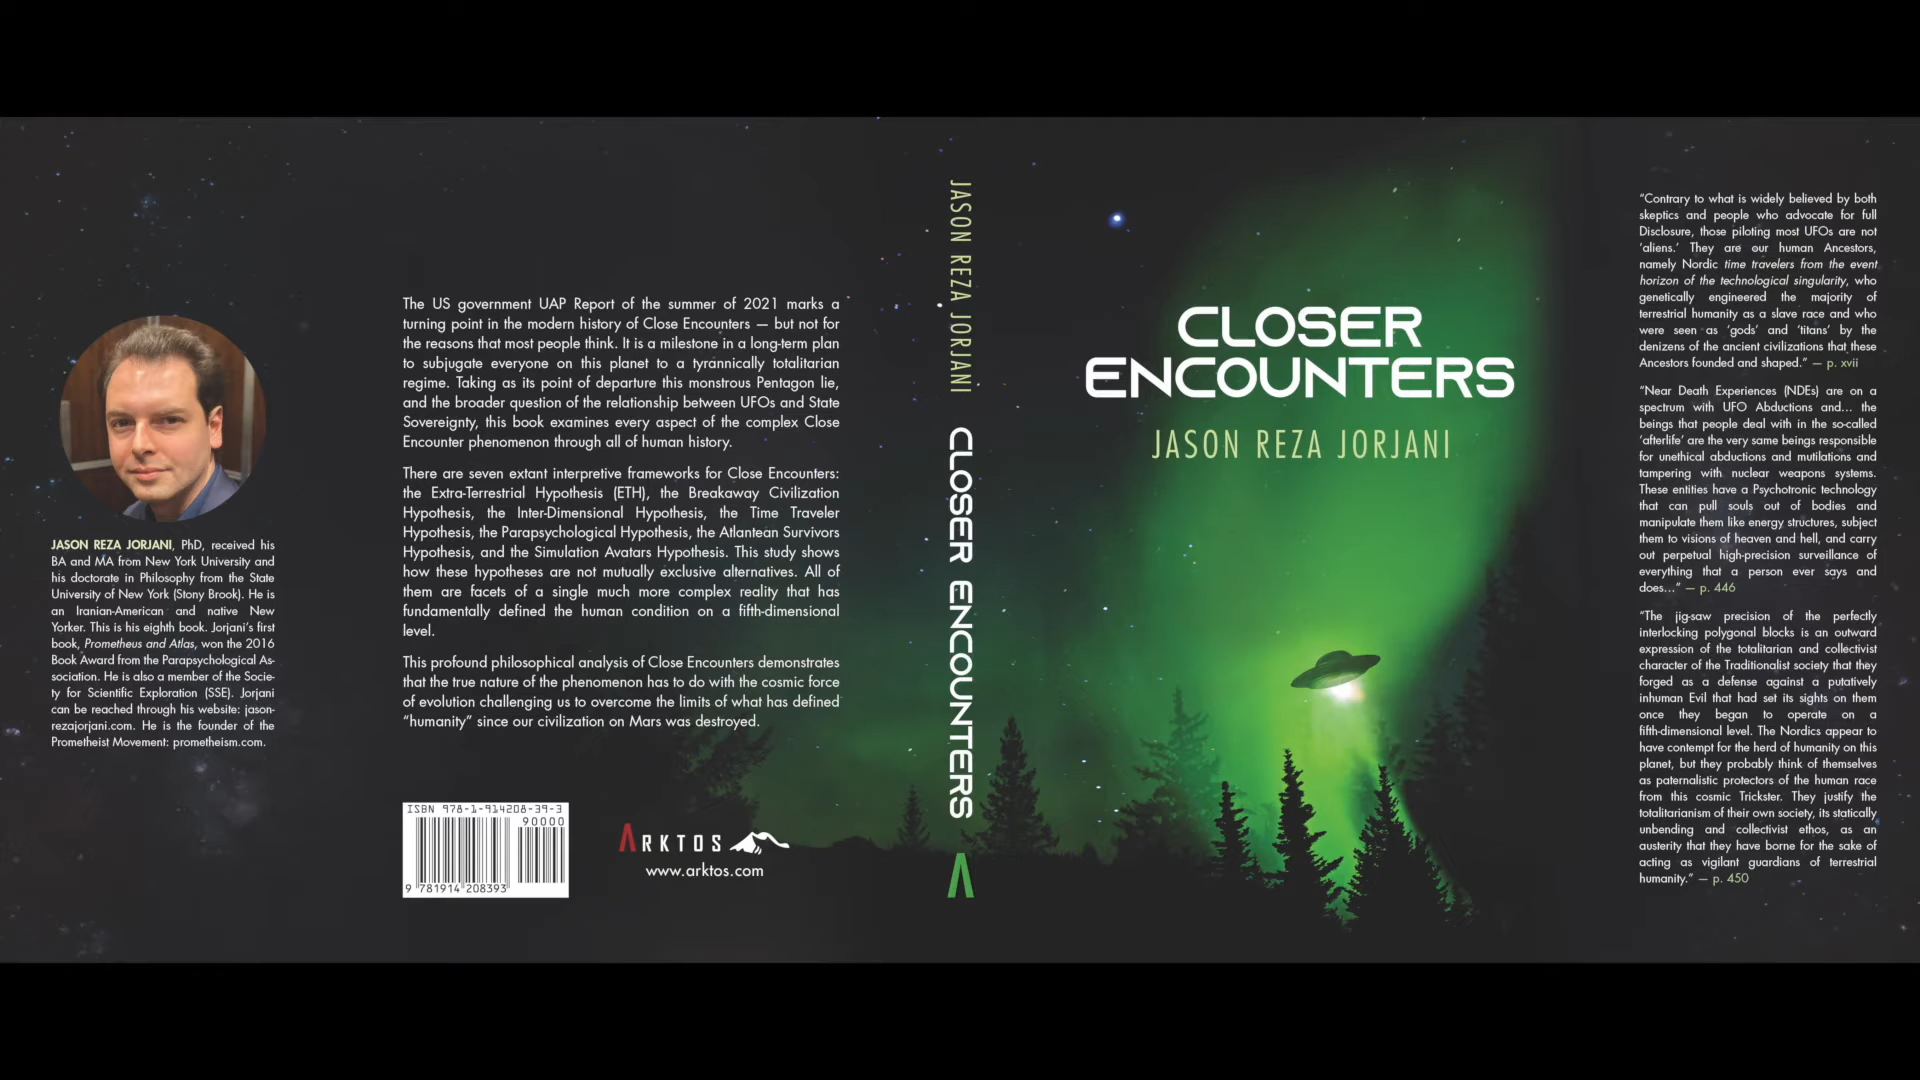 JASON REZA JORJANI, PhD, received his
BA and MA from New York University and
his doctorate in Philosophy from the State
University of New York (Stony Brook). He is
an Iranian-American and native New
Yorker. This is his eighth book. Jorjani's first
book, Prometheus and Atlas, won the 2016
Book Award from the Parapsychological As-
sociation. He is also a member of the Socie-
ty for Scientific Exploration (SSE). Jorjani
can be reached through his website: jason-
rezajorjani.com. He is the founder of the
Prometheist Movement: prometheism.com.
The US government UAP Report of the summer of 2021 marks a
turning point in the modern history of Close Encounters — but not for
the reasons that most people think. It is a milestone in a long-term plan
to subjugate everyone on this planet to a tyrannically totalitarian
regime. Taking as its point of departure this monstrous Pentagon lie,
and the broader question of the relationship between UFOs and State
Sovereignty, this book examines every aspect of the complex Close
Encounter phenomenon through all of human history.
There are seven extant interpretive frameworks for Close Encounters:
the Extra-Terrestrial Hypothesis (ETH), the Breakaway Civilization
Hypothesis, the Inter-Dimensional Hypothesis, the Time Traveler
Hypothesis, the Parapsychological Hypothesis, the Atlantean Survivors
Hypothesis, and the Simulation Avatars Hypothesis. This study shows
how these hypotheses are not mutually exclusive alternatives. All of
them are facets of a single much more complex reality that has
fundamentally defined the human condition on a fifth-dimensional
level.
This profound philosophical analysis of Close Encounters demonstrates
that the true nature of the phenomenon has to do with the cosmic force
of evolution challenging us to overcome the limits of what has defined
“humanity” since our civilization on Mars was destroyed.
ISBN 978-1-914208-39-3
90000
9 781914 208393
ARKTOS
www.arktos.com
JASON REZA JORJANI CLOSER ENCOUNTERS
CLOSER
ENCOUNTERS
JASON REZA JORJANI
“Contrary to what is widely believed by both
skeptics and people who advocate for full
Disclosure, those piloting most UFOs are not
‘aliens.’ They are our human Ancestors,
namely Nordic time travelers from the event
horizon of the technological singularity, who
genetically engineered the majority of
terrestrial humanity as a slave race and who
were seen as ‘gods’ and ‘titans’ by the
denizens of the ancient civilizations that these
Ancestors founded and shaped.” — p. xvii
“Near Death Experiences (NDEs) are on a
spectrum with UFO Abductions and... the
beings that people deal with in the so-called
‘afterlife’ are the very same beings responsible
for unethical abductions and mutilations and
tampering with nuclear weapons systems.
These entities have a Psychotronic technology
that can pull souls out of bodies and
manipulate them like energy structures, subject
them to visions of heaven and hell, and carry
out perpetual high-precision surveillance of
everything that a person ever says and
does...” — p. 446
“The jig-saw precision of the perfectly
interlocking polygonal blocks is an outward
expression of the totalitarian and collectivist
character of the Traditionalist society that they
forged as a defense against a putatively
inhuman Evil that had set its sights on them
once they began to operate on a
fifth-dimensional level. The Nordics appear to
have contempt for the herd of humanity on this
planet, but they probably think of themselves
as paternalistic protectors of the human race
from this cosmic Trickster. They justify the
totalitarianism of their own society, its statically
unbending and collectivist ethos, as an
austerity that they have borne for the sake of
acting as vigilant guardians of terrestrial
humanity.” — p. 450